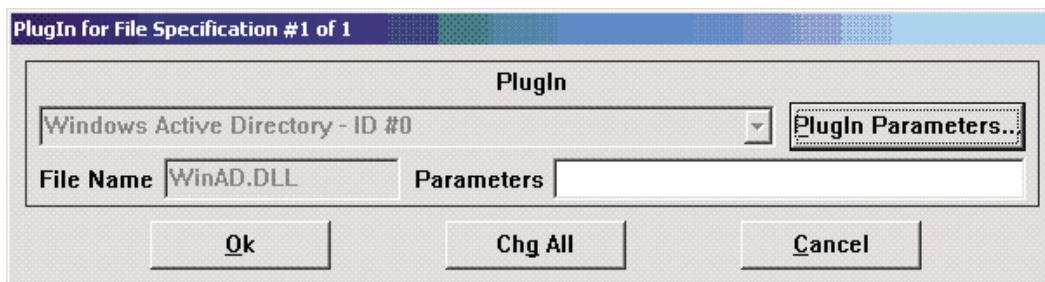 PlugIn for File Specification #1 of 1
PlugIn
Windows Active Directory - ID #0
PlugIn Parameters...
File Name WinAD.DLL Parameters
Ok Chg All Cancel